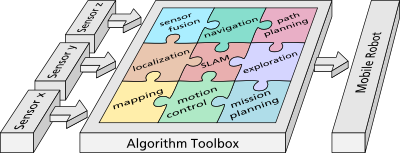 Sensor z
Sensor y
Sensor x
sensor
fusion
navigation
path
planning
localization
SLAM
exploration
mapping
motion
control
mission
planning
Algorithm Toolbox
Mobile Robot